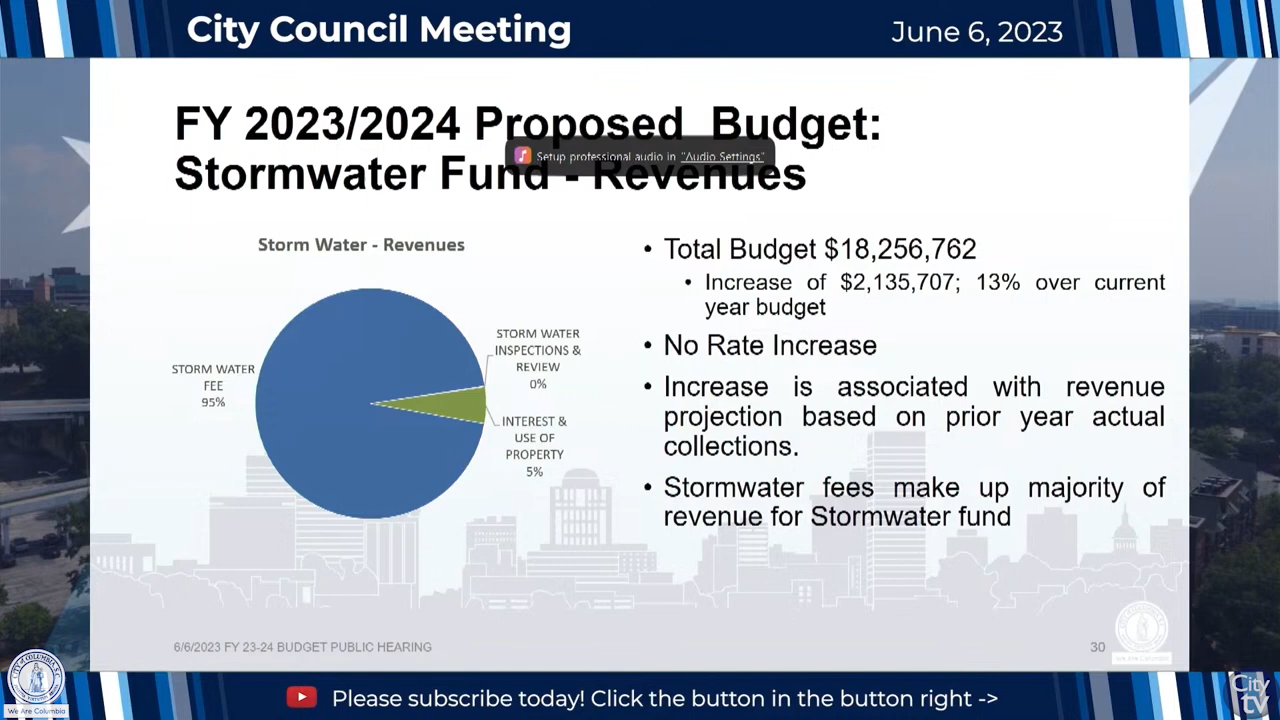 City Council Meeting
June 6, 2023
FY 2023/2024 Proposed Budget:
Setup professional audio in "Audio Settings"
Stormwater Fund - Revenues
Storm Water - Revenues
STORM WATER
FEE
95%
STORM WATER
INSPECTIONS &
REVIEW
0%
INTEREST &
USE OF
PROPERTY
5%
• Total Budget $18,256,762
• Increase of $2,135,707; 13% over current
year budget
• No Rate Increase
• Increase is associated with revenue
projection based on prior year actual
collections.
• Stormwater fees make up majority of
revenue for Stormwater fund
6/6/2023 FY 23-24 BUDGET PUBLIC HEARING
30
We Are Columbia
We Are Columbia
Please subscribe today! Click the button in the button right ->
City
tv